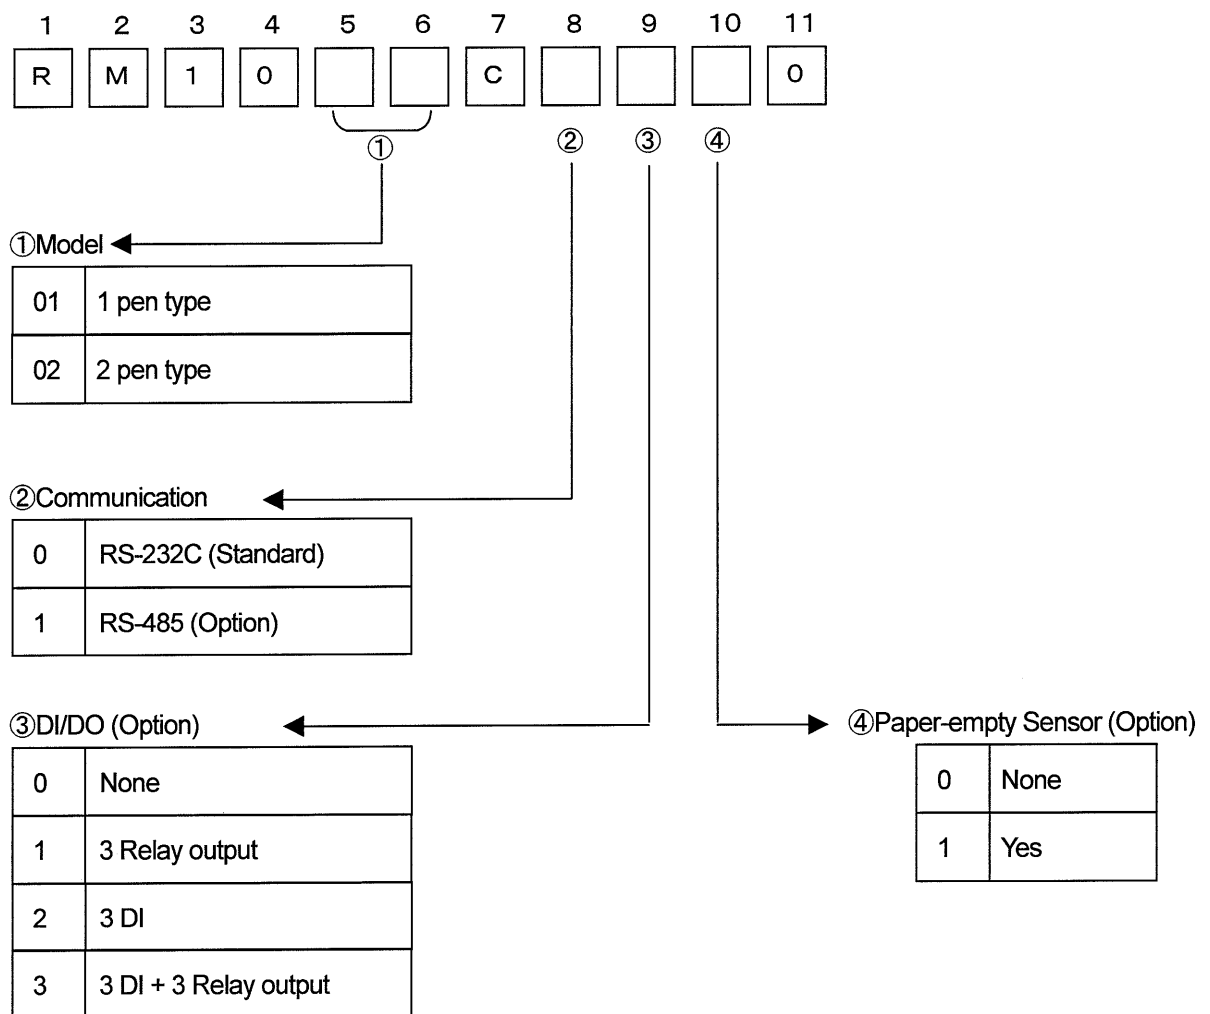 1 2 3 4 5 6 7 8 9 10 11
R M 1 0 C 0
① ② ③ ④
①Model
01 1 pen type
02 2 pen type
②Communication
0 RS-232C (Standard)
1 RS-485 (Option)
③DI/DO (Option)
0 None
1 3 Relay output
2 3 DI
3 3 DI + 3 Relay output
④Paper-empty Sensor (Option)
0 None
1 Yes